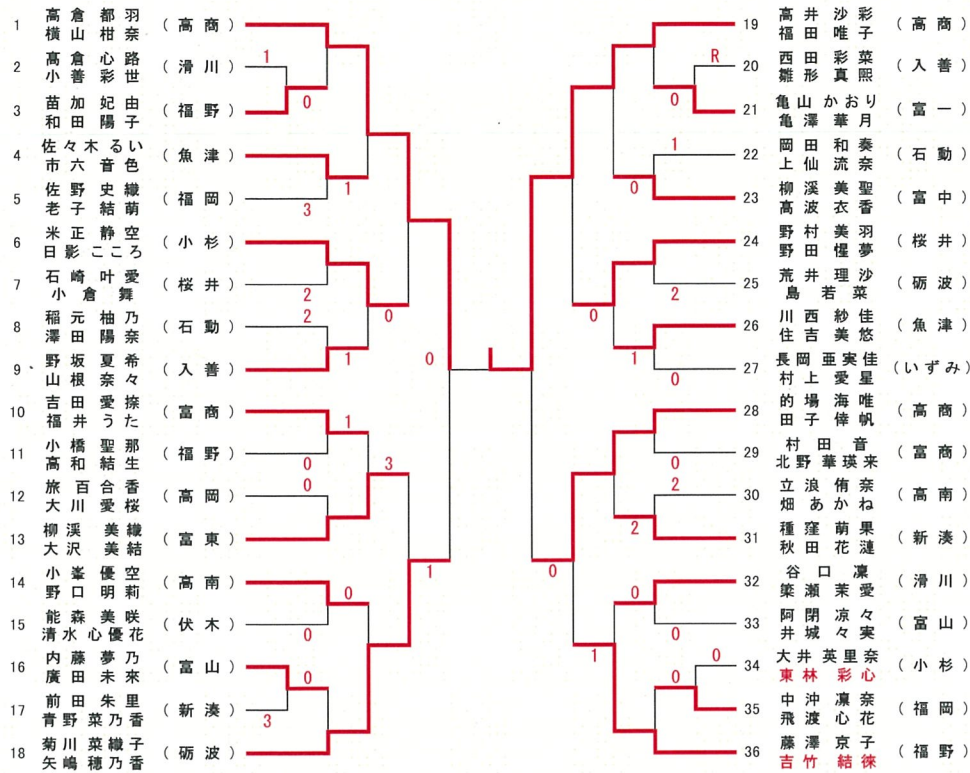 1 高倉都羽 横山柑奈 (高商)
1
2 髙倉心路 小善彩世 (滑川)
0
3 苗加妃由 和田陽子 (福野)
4 佐々木るい 市六音色 (魚津)
1
5 佐野史織 老子結萌 (福岡)
3
6 米正静空 日影こころ (小杉)
7 石崎叶愛 小倉舞 (桜井)
2
2
0
8 稲元柚乃 澤田陽奈 (石動)
1
0
9 野坂夏希 山根奈々 (入善)
10 吉田愛捺 福井うた (富商)
1
11 小橋聖那 高和結生 (福野)
0
3
0
12 旅百合香 大川愛桜 (高岡)
13 柳渓美織 大沢美結 (富東)
1
14 小峯優空 野口明莉 (高南)
0
15 能森美咲 清水心優花 (伏木)
0
16 内藤夢乃 廣田未來 (富山)
0
17 前田朱里 青野菜乃香 (新湊)
3
18 菊川菜織子 矢嶋穂乃香 (砺波)
19 高井沙彩 福田唯子 (高商)
R
20 西田彩菜 雛形真熙 (入善)
0
21 亀山かおり 亀澤華月 (富一)
1
22 岡田和奏 上仙流奈 (石動)
0
23 柳渓美聖 髙波衣香 (富中)
24 野村美羽 野田惺夢 (桜井)
25 荒井理沙 島若菜 (砺波)
2
0
26 川西紗佳 住吉美悠 (魚津)
1
27 長岡亜実佳 村上愛星 (いずみ)
0
28 的場海唯 田子倖帆 (高商)
29 村田音 北野華瑛来 (富商)
0
2
30 立浪侑奈 畑あかね (高南)
2
31 種窪萌果 秋田花漣 (新湊)
0
32 谷口凛 簗瀬茉愛 (滑川)
0
33 阿閉凉々 井城々実 (富山)
0
1
0
34 大井英里奈 東林彩心 (小杉)
0
35 中沖凛奈 飛渡心花 (福岡)
36 藤澤京子 吉竹結徠 (福野)